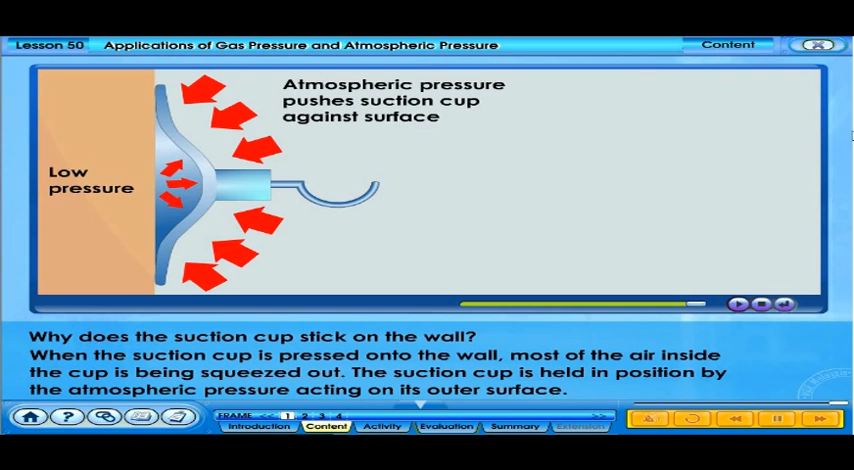 Lesson 50 Applications of Gas Pressure and Atmospheric Pressure Content
Atmospheric pressure
pushes suction cup
against surface
Low
pressure
Why does the suction cup stick on the wall?
When the suction cup is pressed onto the wall, most of the air inside
the cup is being squeezed out. The suction cup is held in position by
the atmospheric pressure acting on its outer surface.
FRAME << 1 2 3 4 >>
Introduction Content Activity Evaluation Summary Extension